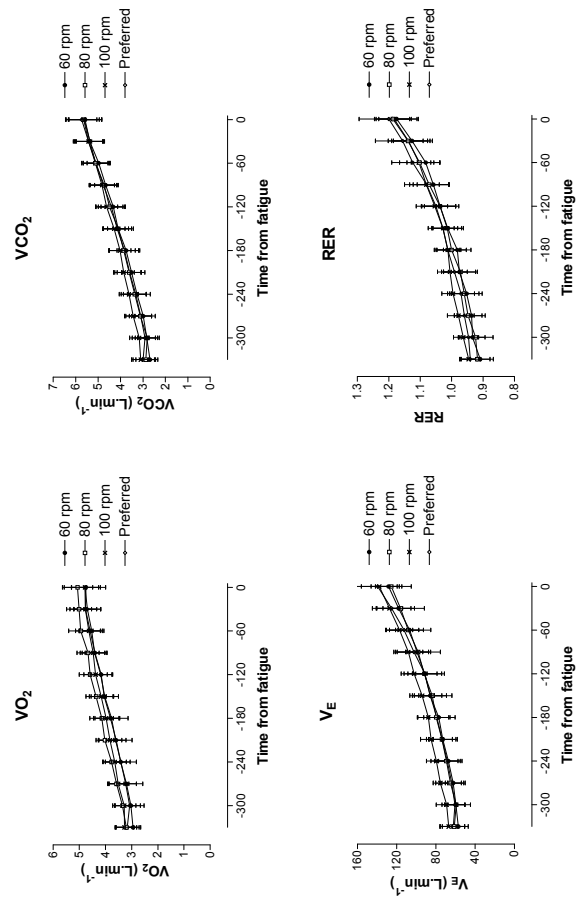 VO₂
VO₂ (L.min⁻¹)
6
5
4
3
2
1
0
-300 -240 -180 -120 -60 0
Time from fatigue
60 rpm
80 rpm
100 rpm
Preferred
VCO₂
VCO₂ (L.min⁻¹)
7
6
5
4
3
2
1
0
-300 -240 -180 -120 -60 0
Time from fatigue
60 rpm
80 rpm
100 rpm
Preferred
V_E
V_E (L.min⁻¹)
160
120
80
40
0
-300 -240 -180 -120 -60 0
Time from fatigue
60 rpm
80 rpm
100 rpm
Preferred
RER
RER
1.3
1.2
1.1
1.0
0.9
0.8
-300 -240 -180 -120 -60 0
Time from fatigue
60 rpm
80 rpm
100 rpm
Preferred